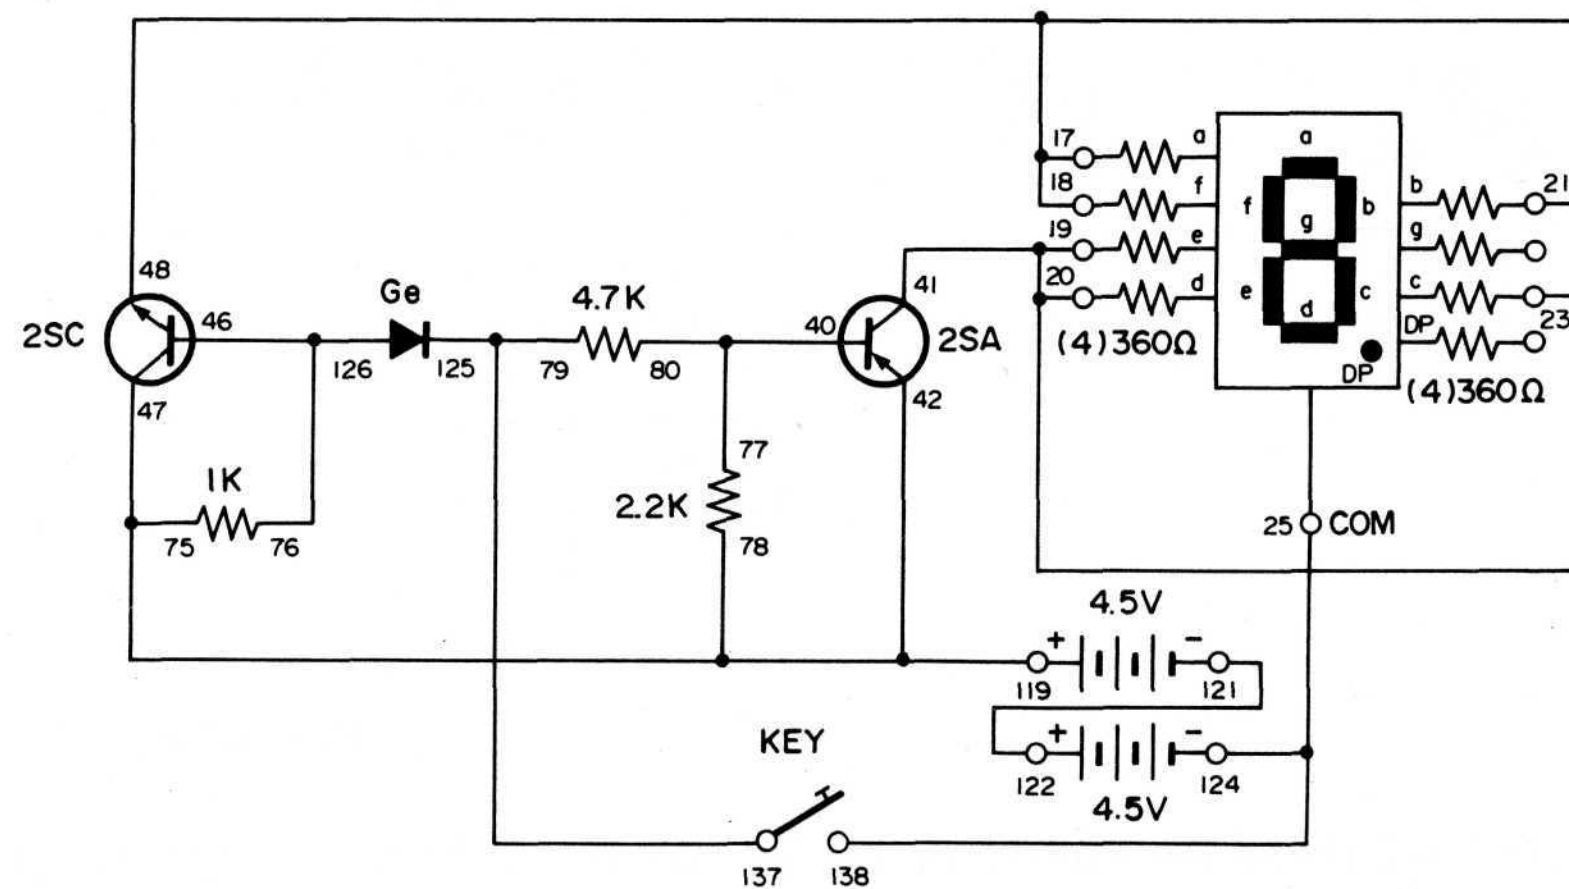 17
a
a
18
f
f
b
b
21
19
e
g
g
48
41
20
d
e
c
c
23
Ge
4.7K
46
40
2SC
2SA
(4)360Ω
d
DP
126
125
79
80
DP
(4)360Ω
47
42
1K
77
2.2K
75
76
78
25
COM
4.5V
+
−
119
121
KEY
+
−
122
124
4.5V
137
138